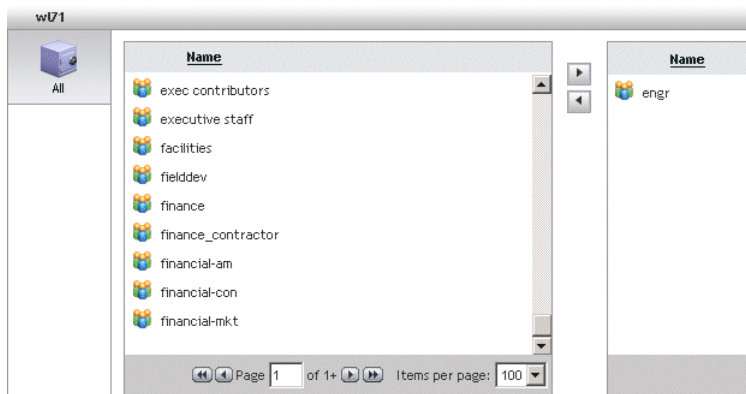 wl71
All
Name
exec contributors
executive staff
facilities
fielddev
finance
finance_contractor
financial-am
financial-con
financial-mkt
Page 1 of 1+ Items per page: 100
Name
engr